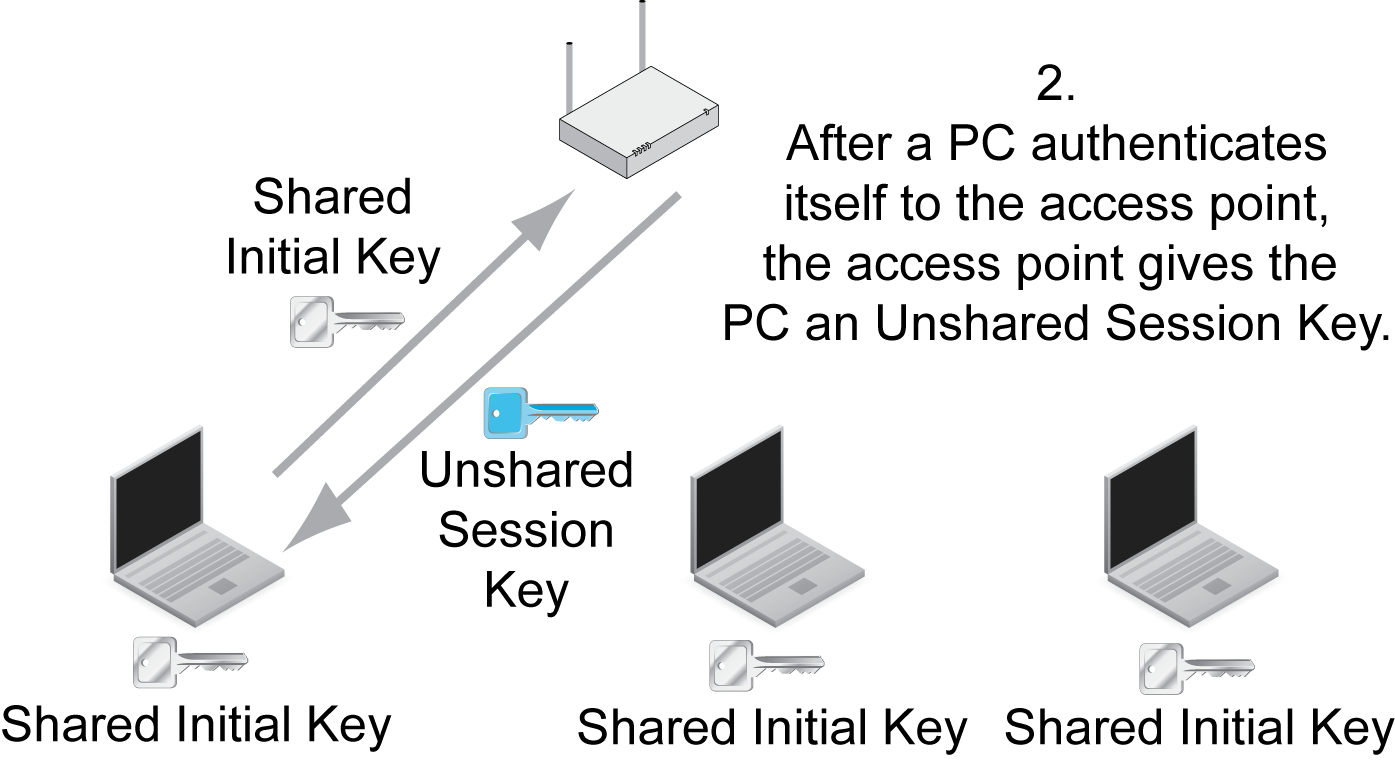 2.
After a PC authenticates
itself to the access point,
the access point gives the
PC an Unshared Session Key.
Shared
Initial Key
Unshared
Session
Key
Shared Initial Key
Shared Initial Key
Shared Initial Key